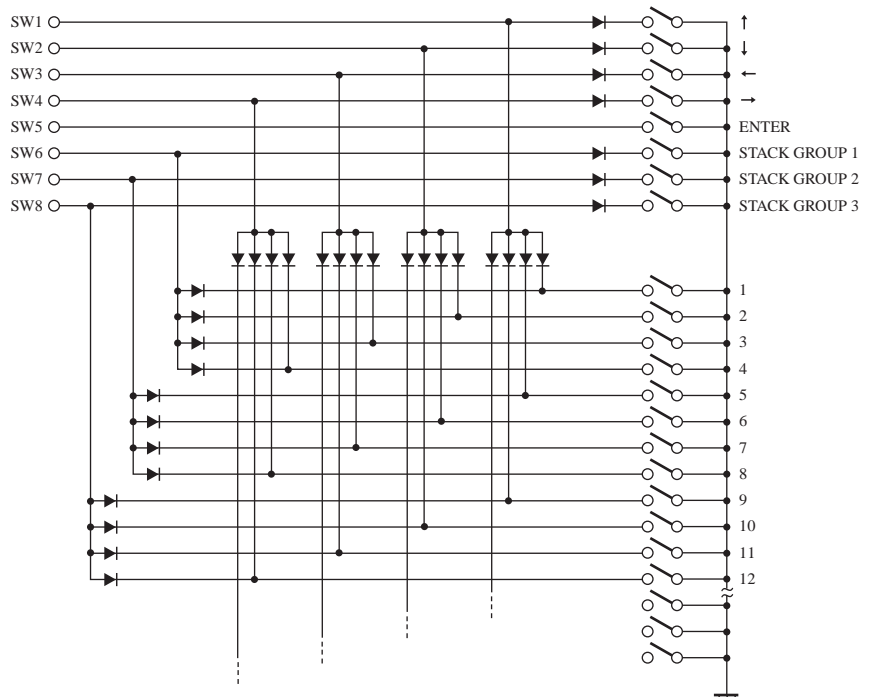 SW1 ↑
SW2 ↓
SW3 ←
SW4 →
SW5 ENTER
SW6 STACK GROUP 1
SW7 STACK GROUP 2
SW8 STACK GROUP 3
1
2
3
4
5
6
7
8
9
10
11
12